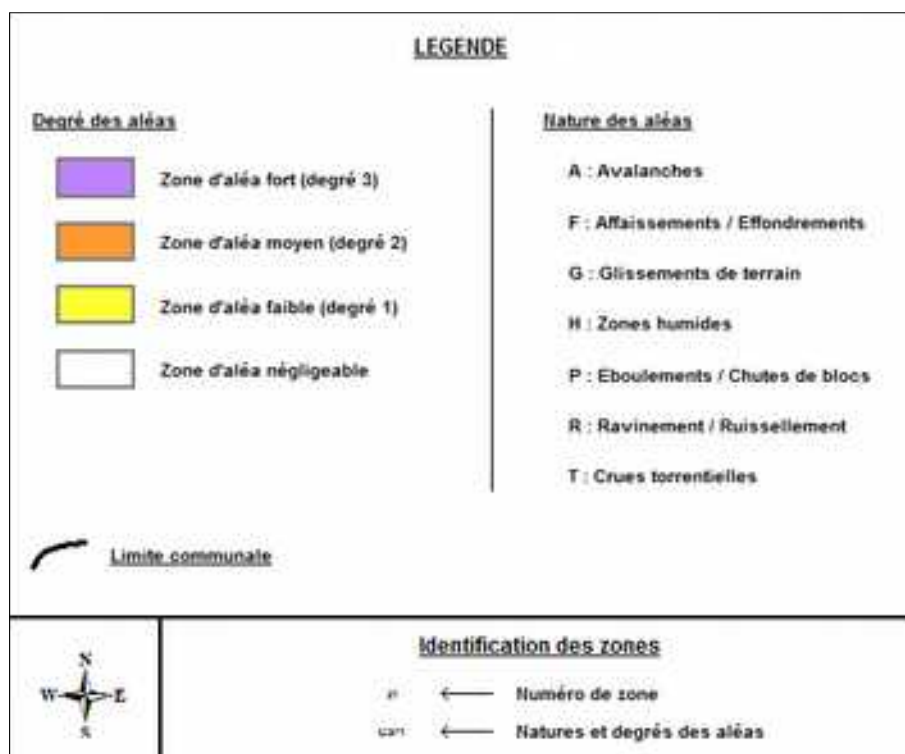 LEGENDE
Degré des aléas
Zone d'aléa fort (degré 3)
Zone d'aléa moyen (degré 2)
Zone d'aléa faible (degré 1)
Zone d'aléa négligeable
Nature des aléas
A : Avalanches
F : Affaissements / Effondrements
G : Glissements de terrain
H : Zones humides
P : Eboulements / Chutes de blocs
R : Ravinement / Ruissellement
T : Crues torrentielles
Limite communale
N
W E
S
Identification des zones
Numéro de zone
Natures et degrés des aléas